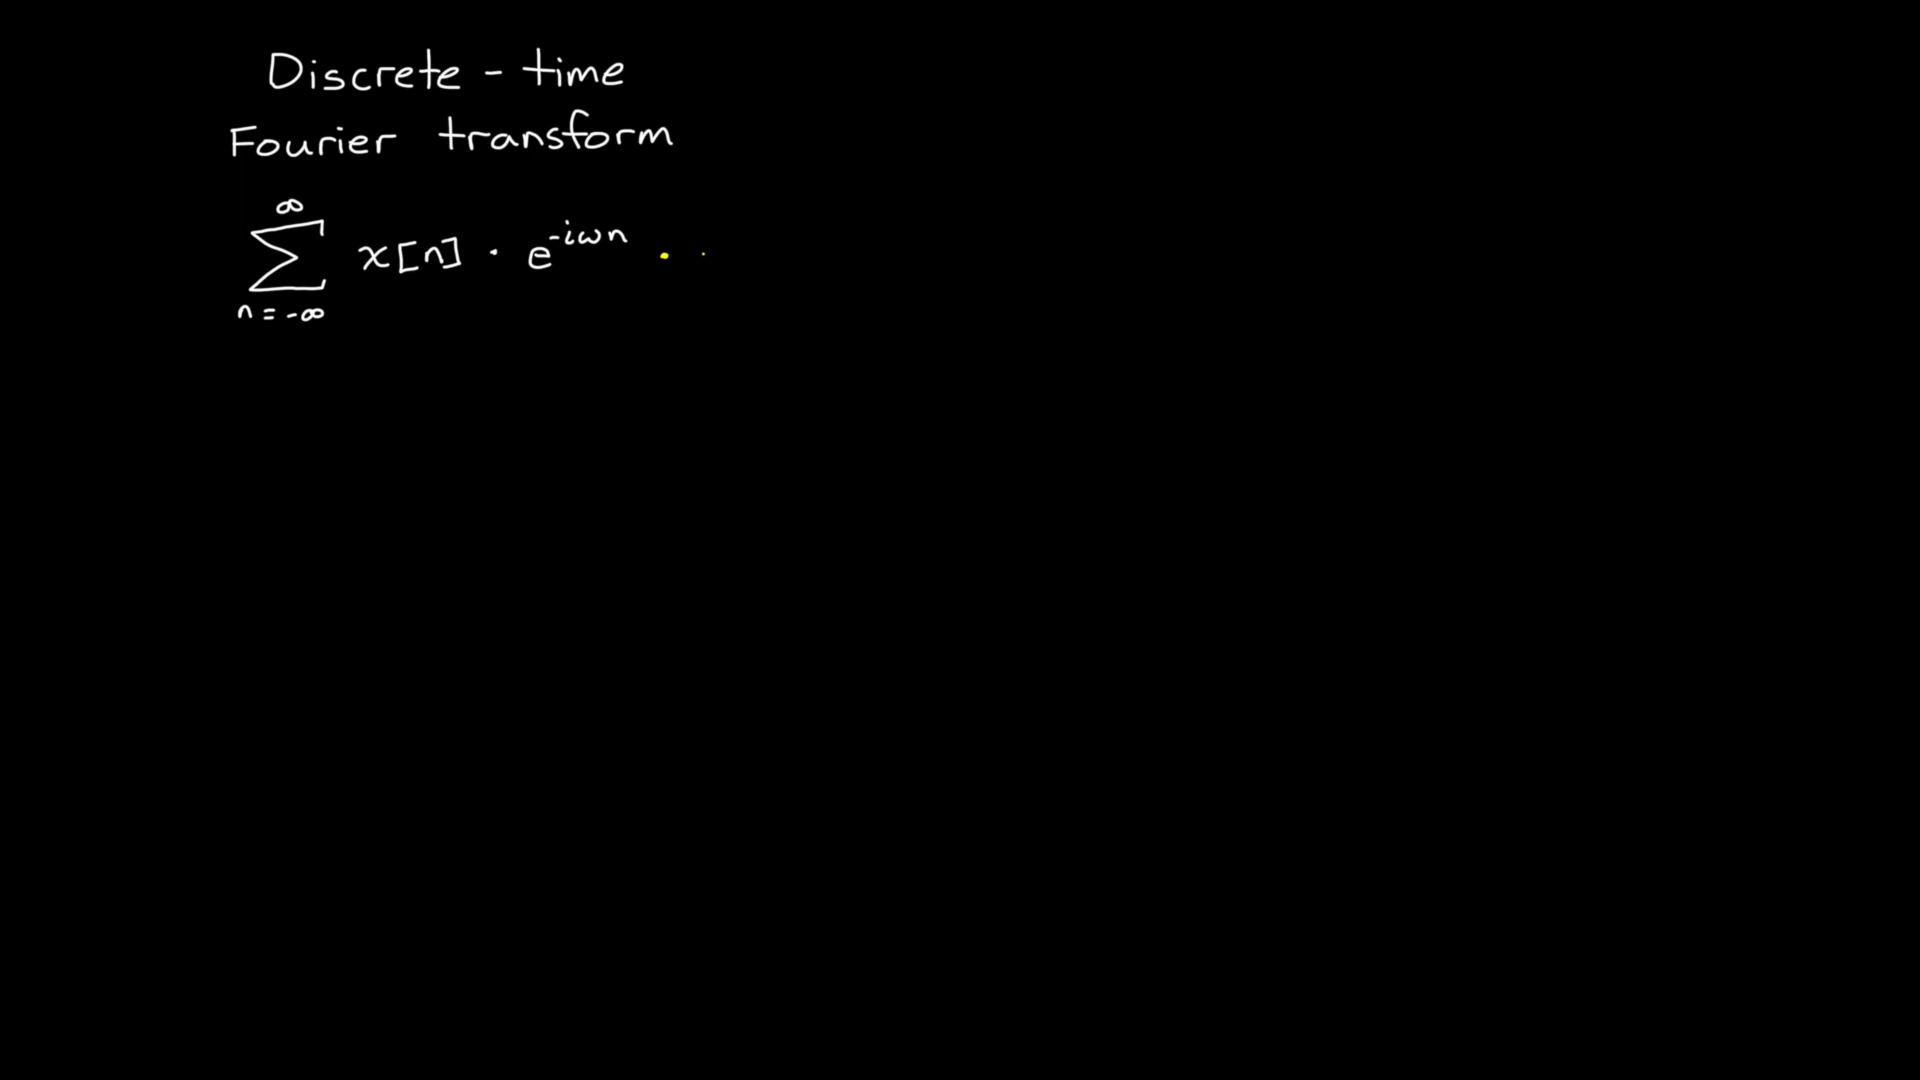 Discrete - time
Fourier transform
∞
∑ x[n] · e^{-iωn} ·
n = -∞